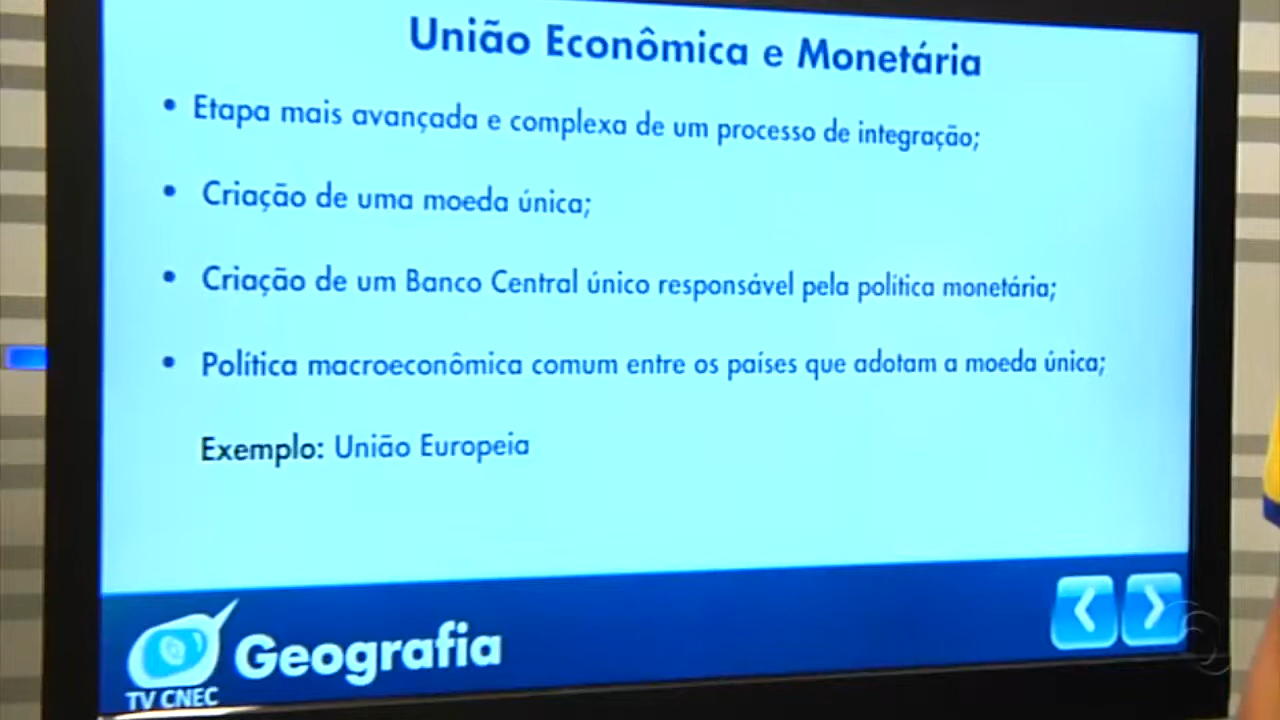 União Econômica e Monetária
• Etapa mais avançada e complexa de um processo de integração;
• Criação de uma moeda única;
• Criação de um Banco Central único responsável pela política monetária;
• Política macroeconômica comum entre os países que adotam a moeda única;
Exemplo: União Europeia
Geografia
TV CNEC